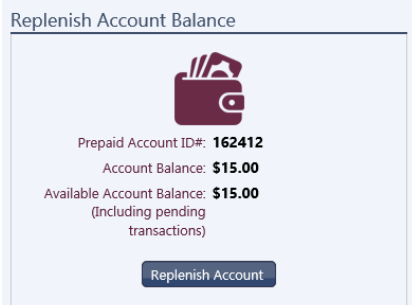 Replenish Account Balance
Prepaid Account ID#: 162412
Account Balance: $15.00
Available Account Balance: $15.00
(Including pending
transactions)
Replenish Account